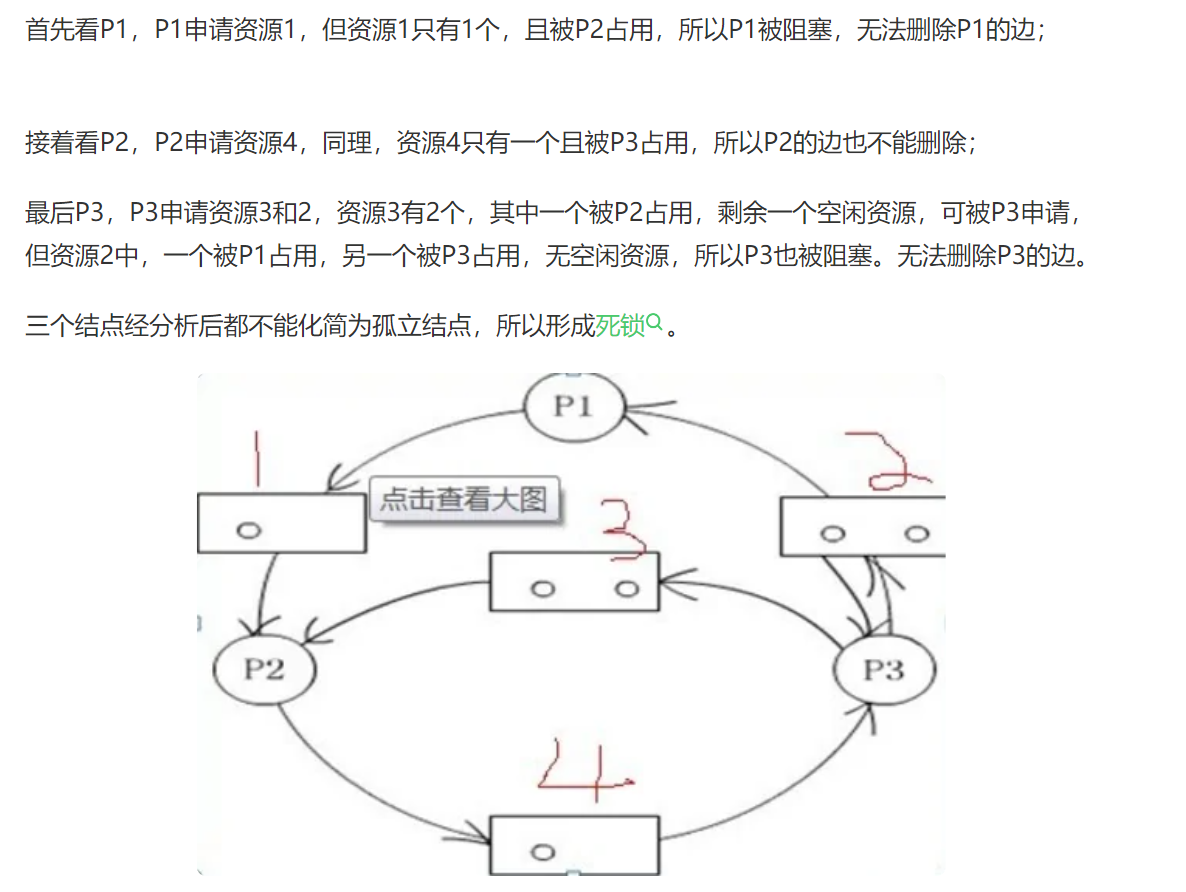 首先看P1，P1申请资源1，但资源1只有1个，且被P2占用，所以P1被阻塞，无法删除P1的边；
接着看P2，P2申请资源4，同理，资源4只有一个且被P3占用，所以P2的边也不能删除；
最后P3，P3申请资源3和2，资源3有2个，其中一个被P2占用，剩余一个空闲资源，可被P3申请，
但资源2中，一个被P1占用，另一个被P3占用，无空闲资源，所以P3也被阻塞。无法删除P3的边。
三个结点经分析后都不能化简为孤立结点，所以形成死锁。
P1
1
2
点击查看大图
3
P2
P3
4